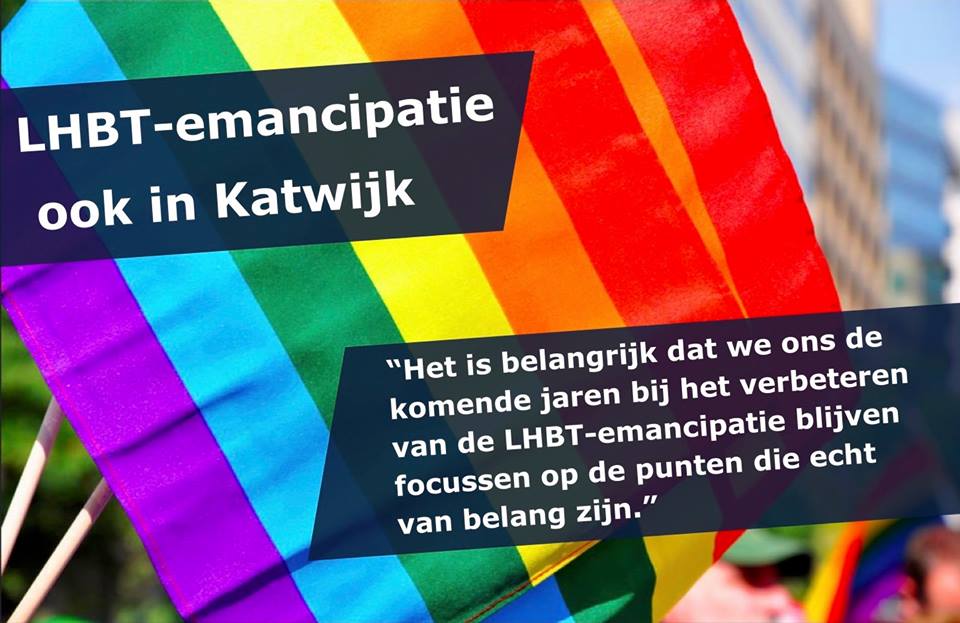 LHBT-emancipatie
ook in Katwijk
“Het is belangrijk dat we ons de
komende jaren bij het verbeteren
van de LHBT-emancipatie blijven
focussen op de punten die echt
van belang zijn.”